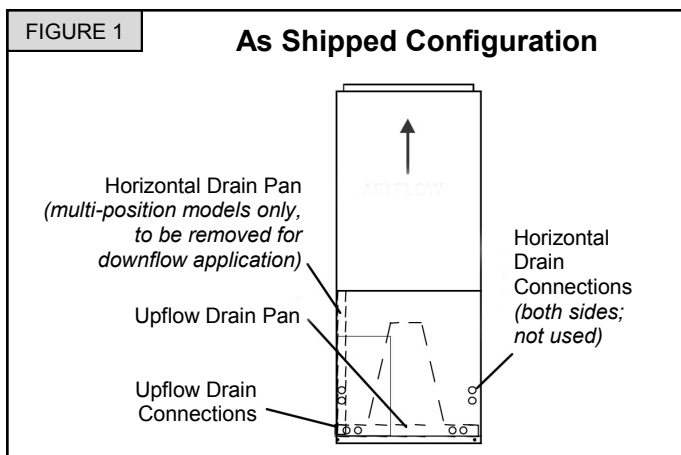 FIGURE 1
As Shipped Configuration
AIR FLOW
Horizontal Drain Pan
(multi-position models only,
to be removed for
downflow application)
Upflow Drain Pan
Upflow Drain
Connections
Horizontal
Drain
Connections
(both sides;
not used)